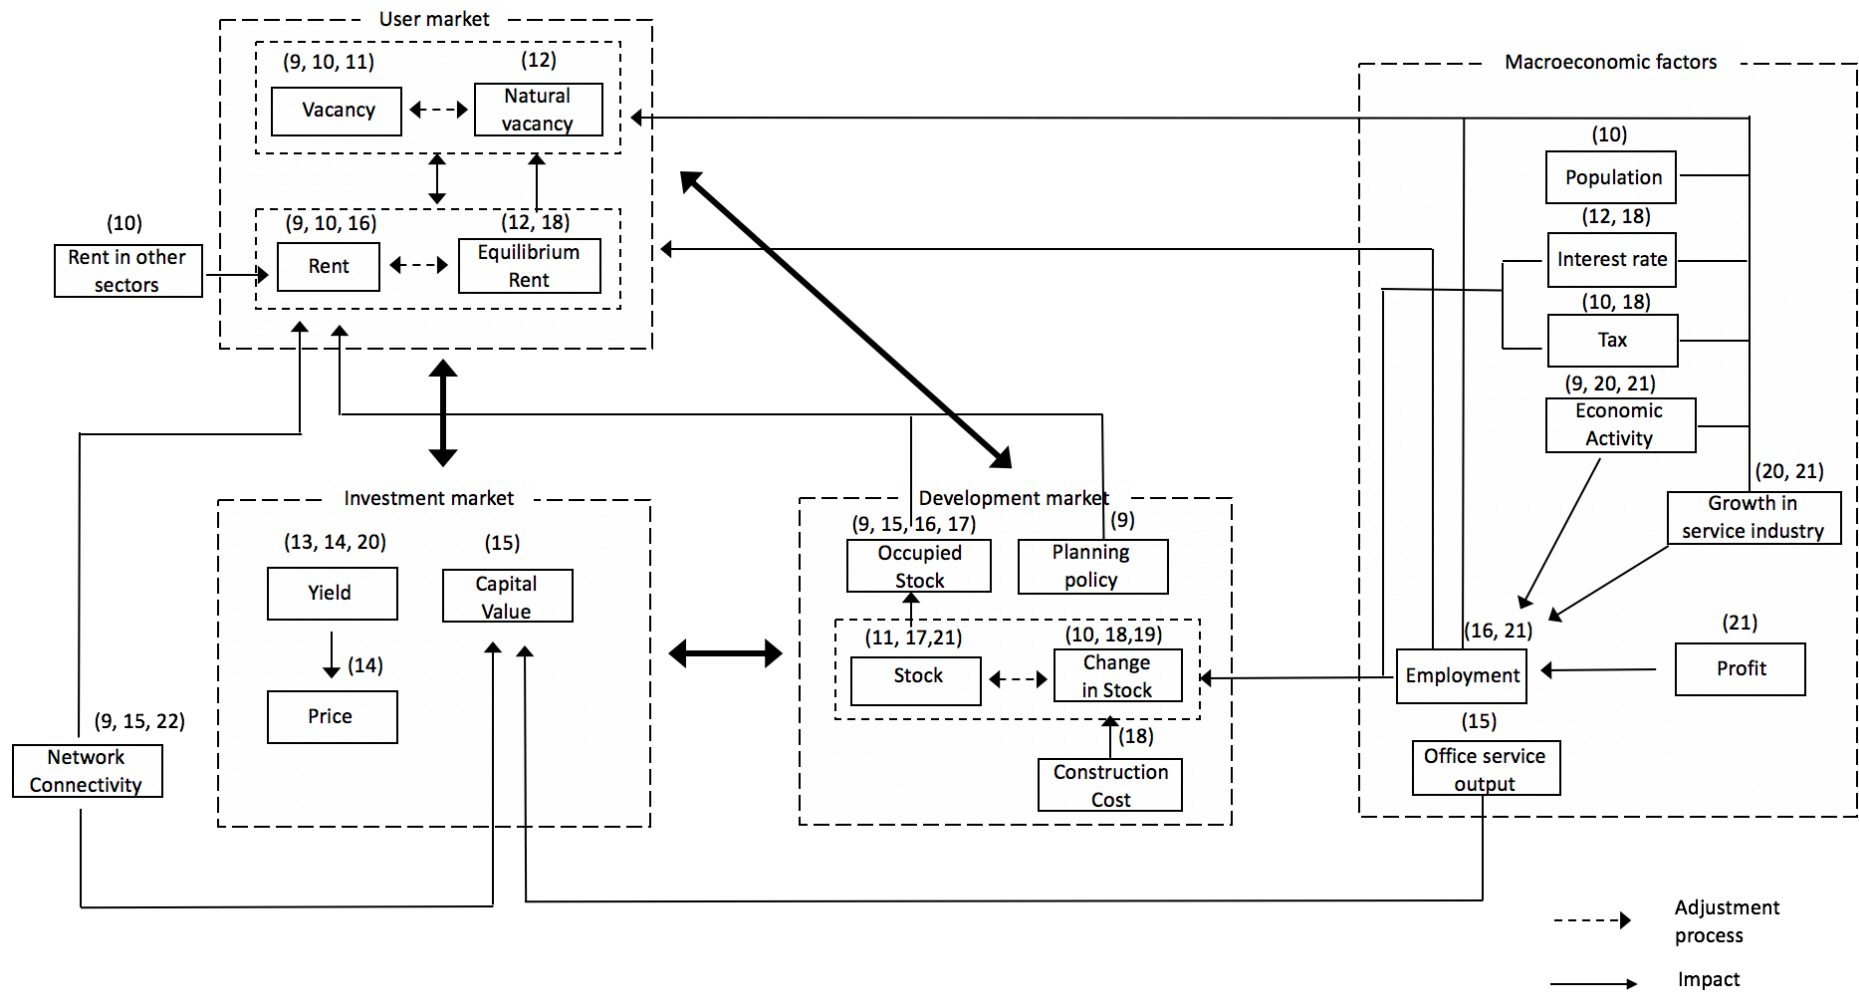 User market
(9, 10, 11)
(12)
Vacancy
Natural
vacancy
(10)
Rent in other
sectors
(9, 10, 16)
(12, 18)
Rent
Equilibrium
Rent
Macroeconomic factors
(10)
Population
(12, 18)
Interest rate
(10, 18)
Tax
(9, 20, 21)
Economic
Activity
(20, 21)
Growth in
service industry
(16, 21)
Employment
(21)
Profit
(15)
Office service
output
Investment market
(13, 14, 20)
(15)
Yield
Capital
Value
(14)
Price
(9, 15, 22)
Network
Connectivity
Development market
(9, 15, 16, 17)
(9)
Occupied
Stock
Planning
policy
(11, 17,21)
(10, 18,19)
Stock
Change
in Stock
(18)
Construction
Cost
Adjustment
process
Impact